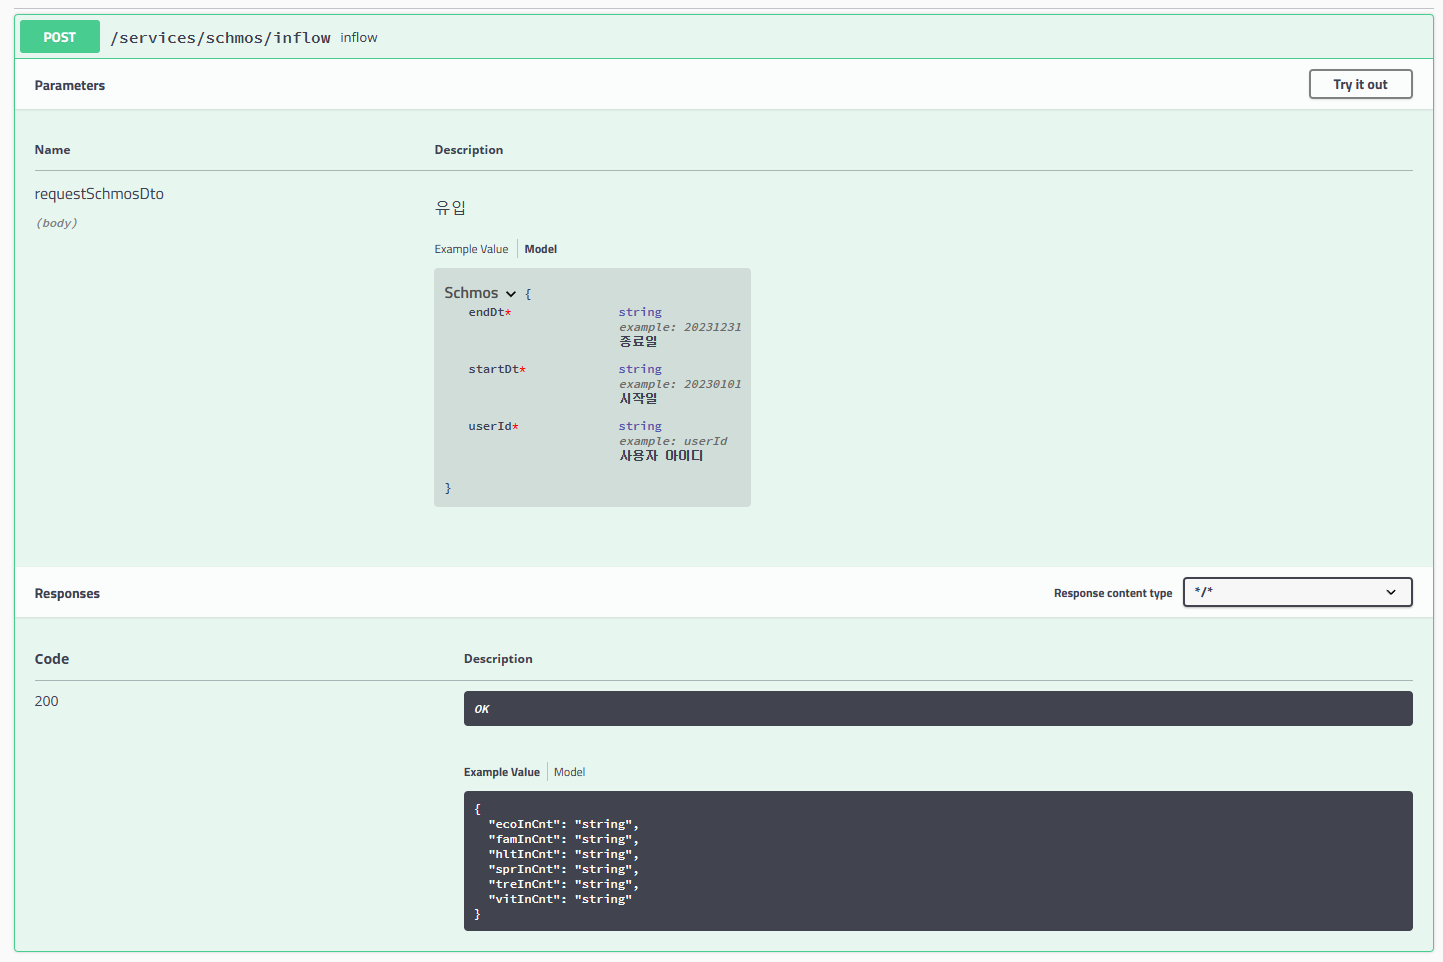 POST /services/schmos/inflow inflow
Parameters
Try it out
Name Description
requestSchmosDto
(body)
유입
Example Value Model
Schmos {
endDt* string
example: 20231231
종료일
startDt* string
example: 20230101
시작일
userId* string
example: userId
사용자 아이디
}
Responses
Response content type */*
Code Description
200
OK
Example Value Model
{
"ecoInCnt": "string",
"famInCnt": "string",
"hltInCnt": "string",
"sprInCnt": "string",
"treInCnt": "string",
"vitInCnt": "string"
}